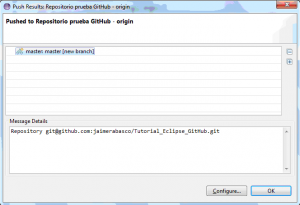 Push Results: Repositorio prueba GitHub - origin
Pushed to Repositorio prueba GitHub - origin
master→master [new branch]
Message Details
Repository git@github.com:jaimerabasco/Tutorial_Eclipse_GitHub.git
Configure...
OK